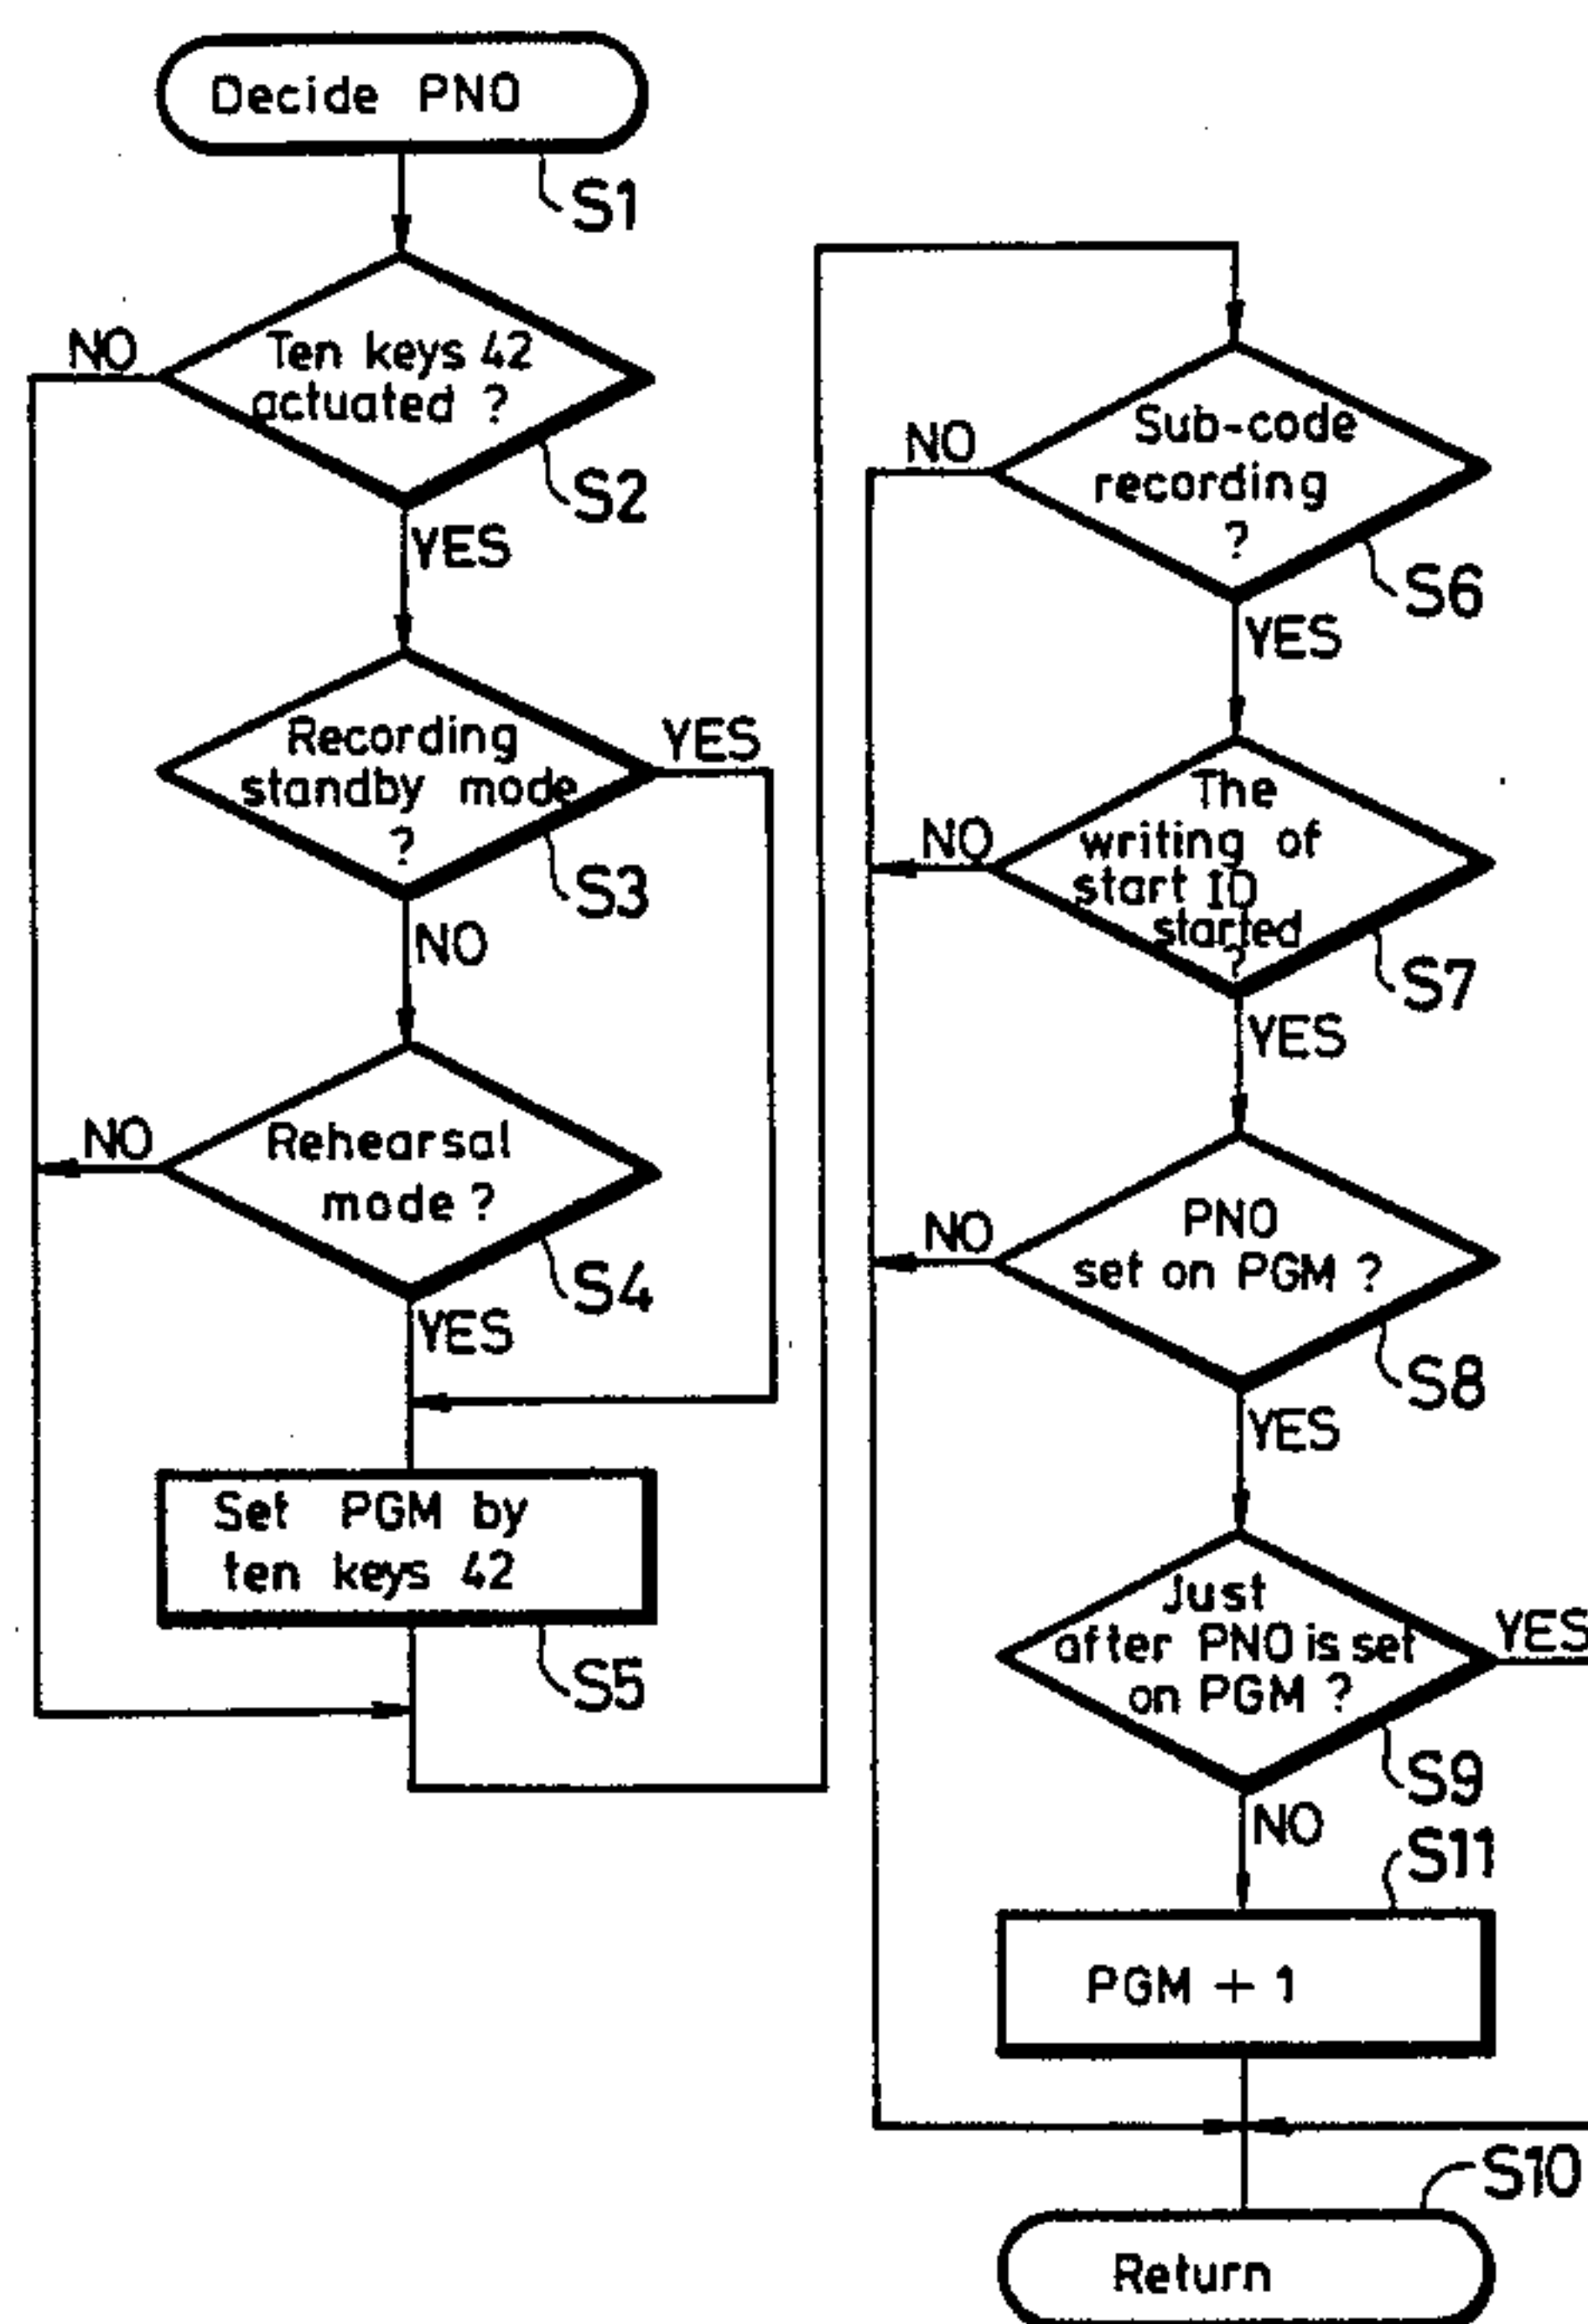 Decide PNO
S1
NO
Ten keys 42
actuated ?
S2
YES
Recording
standby mode
?
YES
S3
NO
NO
Rehearsal
mode ?
S4
YES
Set PGM by
ten keys 42
S5
NO
Sub-code
recording
?
S6
YES
NO
The
writing of
start ID
started
?
S7
YES
NO
PNO
set on PGM ?
S8
YES
Just
after PNO is set
on PGM ?
YES
S9
NO
S11
PGM + 1
S10
Return